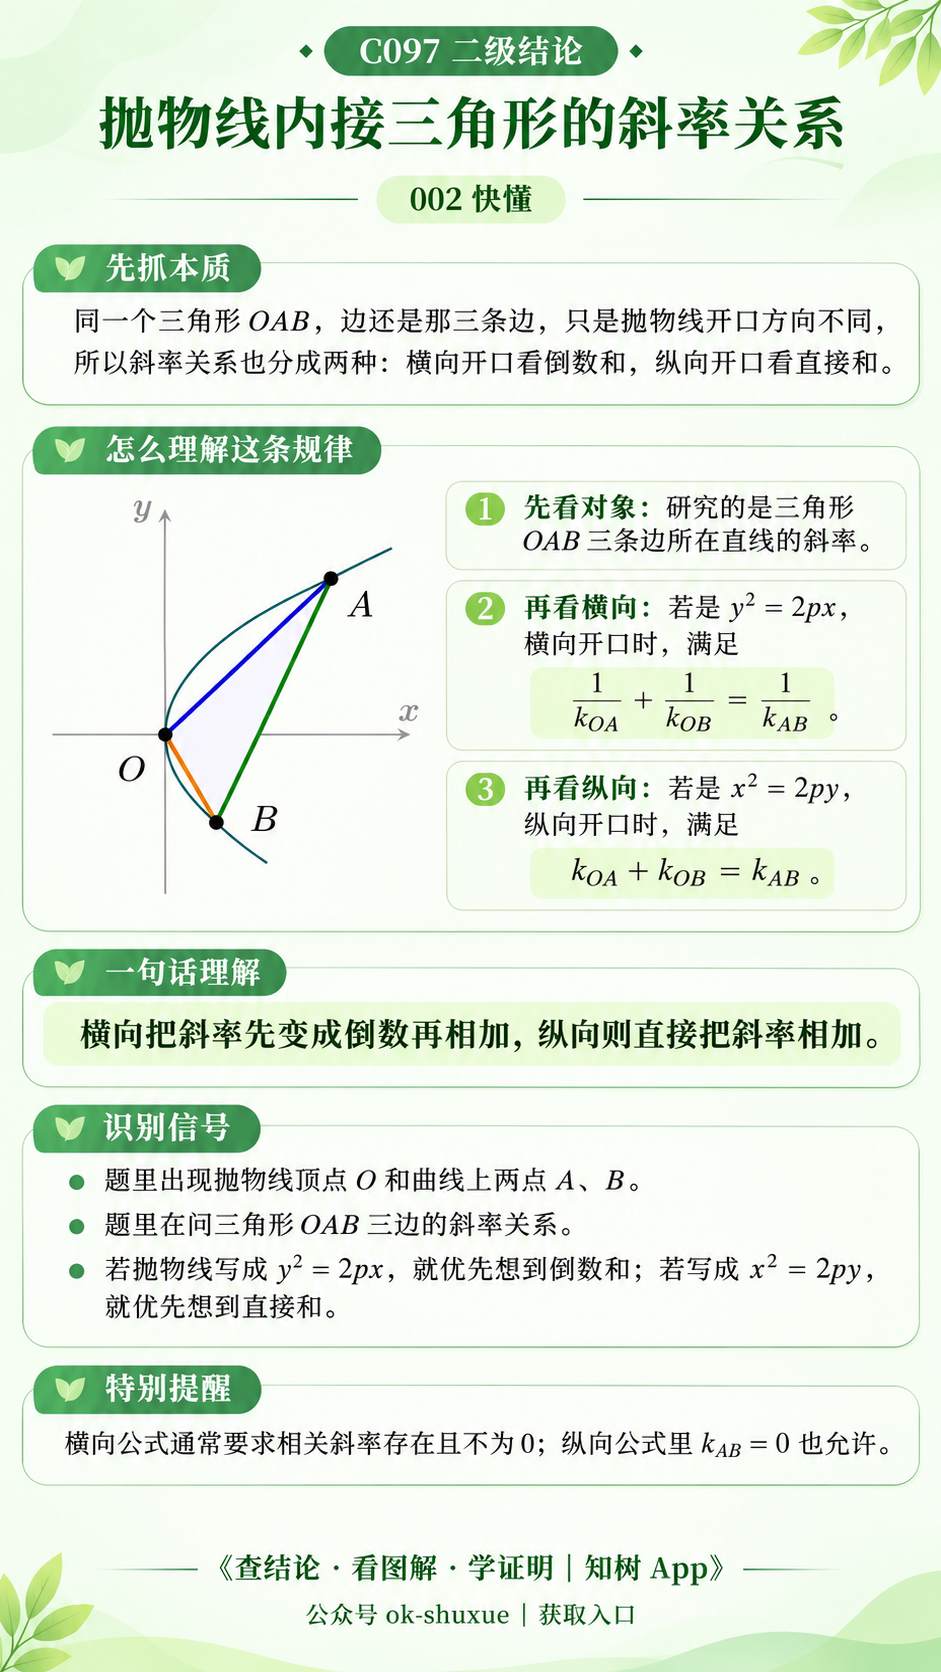 C097 二级结论
抛物线内接三角形的斜率关系
002 快懂
先抓本质
同一个三角形 OAB，边还是那三条边，只是抛物线开口方向不同，
所以斜率关系也分成两种：横向开口看倒数和，纵向开口看直接和。
怎么理解这条规律
y
A
x
O
B
1 先看对象：研究的是三角形
OAB 三条边所在直线的斜率。
2 再看横向：若是 y² = 2px，
横向开口时，满足
1/k_OA + 1/k_OB = 1/k_AB 。
3 再看纵向：若是 x² = 2py，
纵向开口时，满足
k_OA + k_OB = k_AB 。
一句话理解
横向把斜率先变成倒数再相加，纵向则直接把斜率相加。
识别信号
题里出现抛物线顶点 O 和曲线上两点 A、B。
题里在问三角形 OAB 三边的斜率关系。
若抛物线写成 y² = 2px，就优先想到倒数和；若写成 x² = 2py，
就优先想到直接和。
特别提醒
横向公式通常要求相关斜率存在且不为 0；纵向公式里 k_AB = 0 也允许。
《查结论 · 看图解 · 学证明｜知树 App》
公众号 ok-shuxue｜获取入口